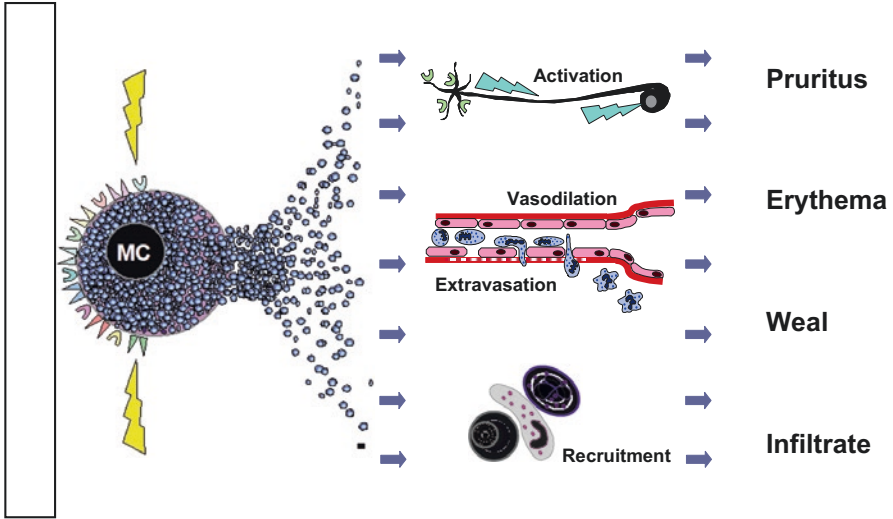 MC
Activation
Vasodilation
Extravasation
Recruitment
Pruritus
Erythema
Weal
Infiltrate